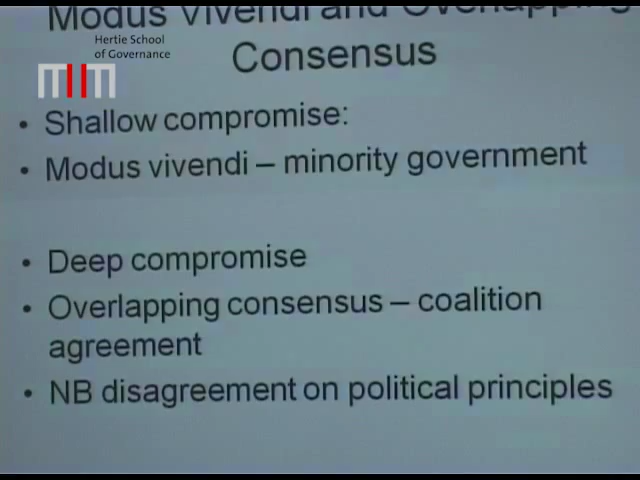 Modus Vivendi and Overlapping
Consensus
Hertie School
of Governance
• Shallow compromise:
• Modus vivendi – minority government
• Deep compromise
• Overlapping consensus – coalition
agreement
• NB disagreement on political principles